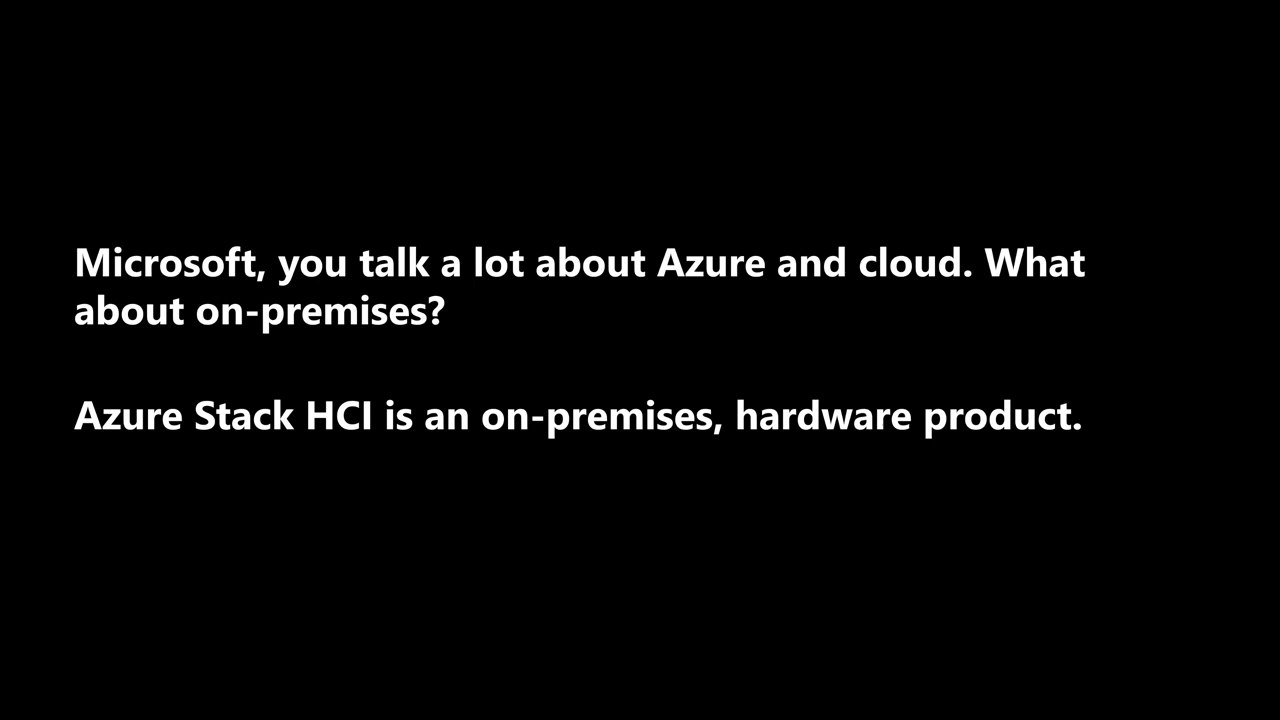 Microsoft, you talk a lot about Azure and cloud. What
about on-premises?
Azure Stack HCI is an on-premises, hardware product.